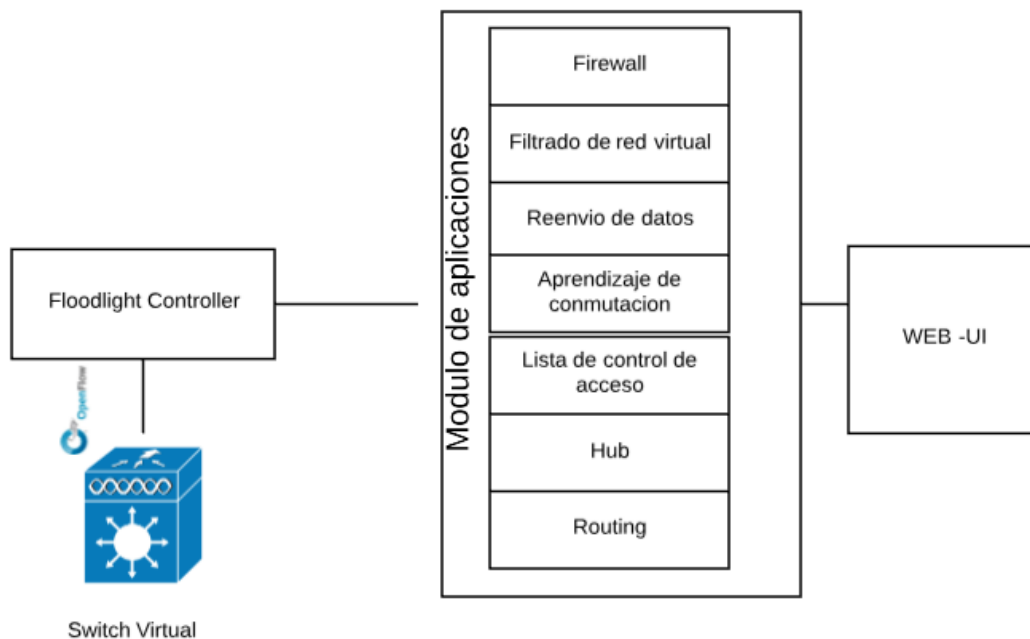 Firewall
Filtrado de red virtual
Reenvio de datos
Aprendizaje de
conmutacion
Lista de control de
acceso
Hub
Routing
Modulo de aplicaciones
Floodlight Controller
OpenFlow
Switch Virtual
WEB -UI